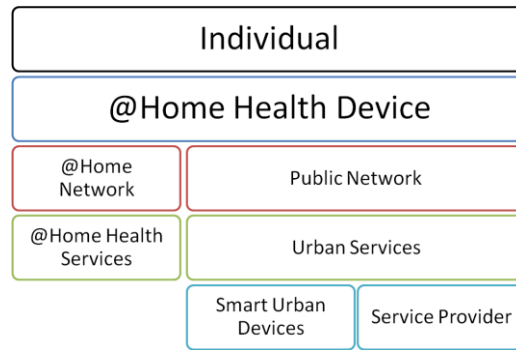 Individual
@Home Health Device
@Home
Network
Public Network
@Home Health
Services
Urban Services
Smart Urban
Devices
Service Provider